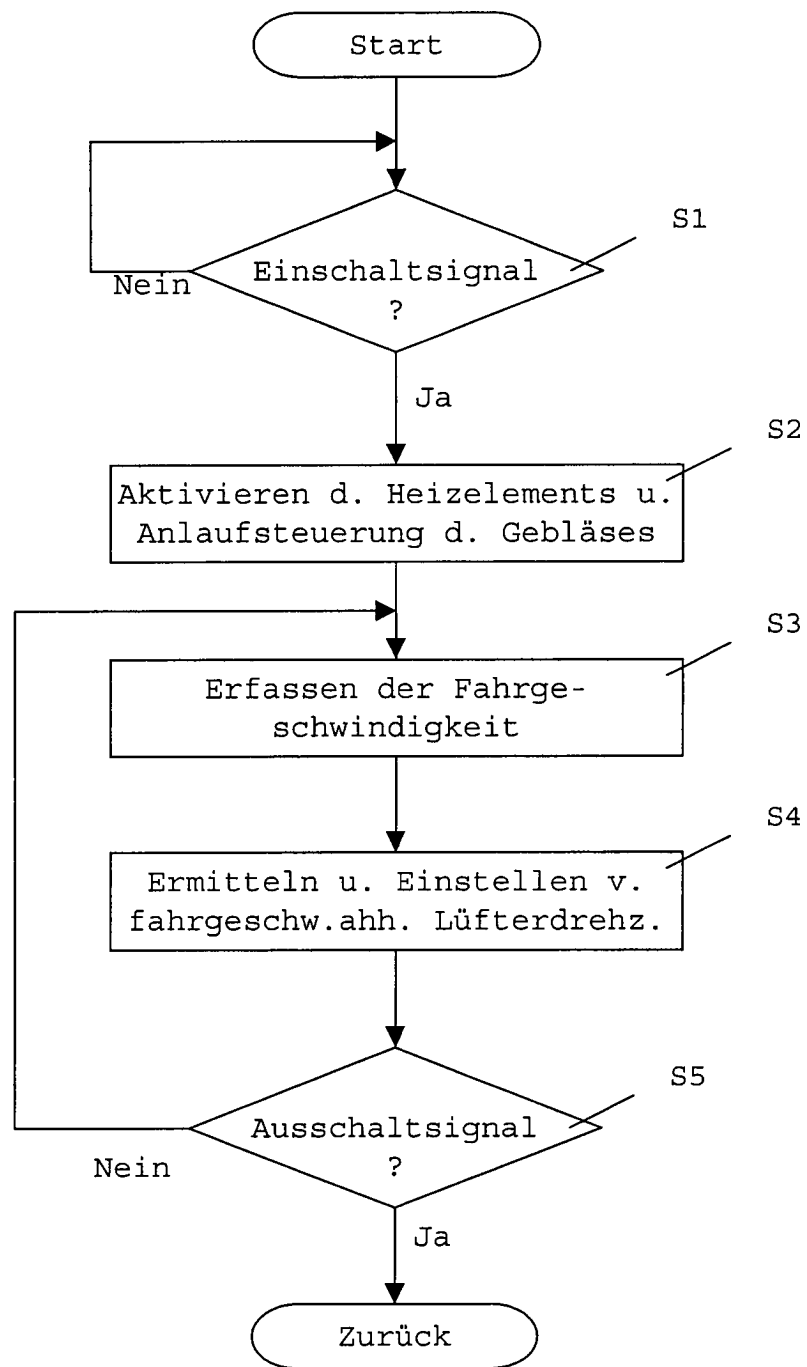 Start
S1
Einschaltsignal
?
Nein
Ja
S2
Aktivieren d. Heizelements u.
Anlaufsteuerung d. Gebläses
S3
Erfassen der Fahrge-
schwindigkeit
S4
Ermitteln u. Einstellen v.
fahrgeschw.ahh. Lüfterdrehz.
S5
Ausschaltsignal
?
Nein
Ja
Zurück